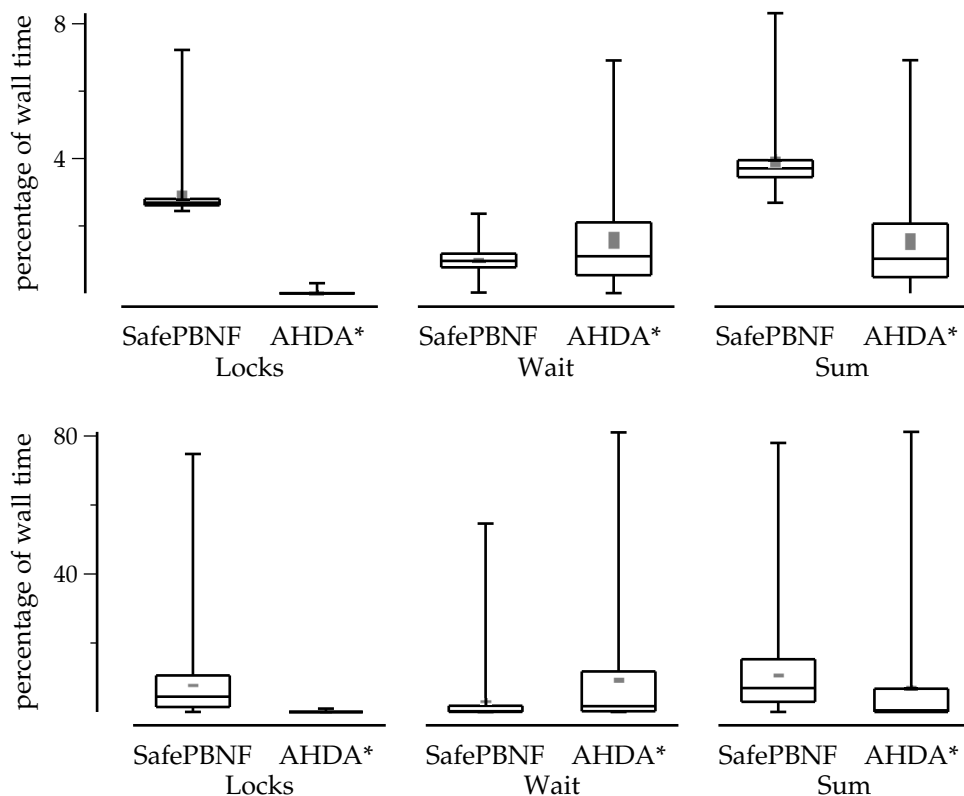 percentage of wall time
8
4
SafePBNF AHDA* SafePBNF AHDA* SafePBNF AHDA*
Locks Wait Sum
percentage of wall time
80
40
SafePBNF AHDA* SafePBNF AHDA* SafePBNF AHDA*
Locks Wait Sum